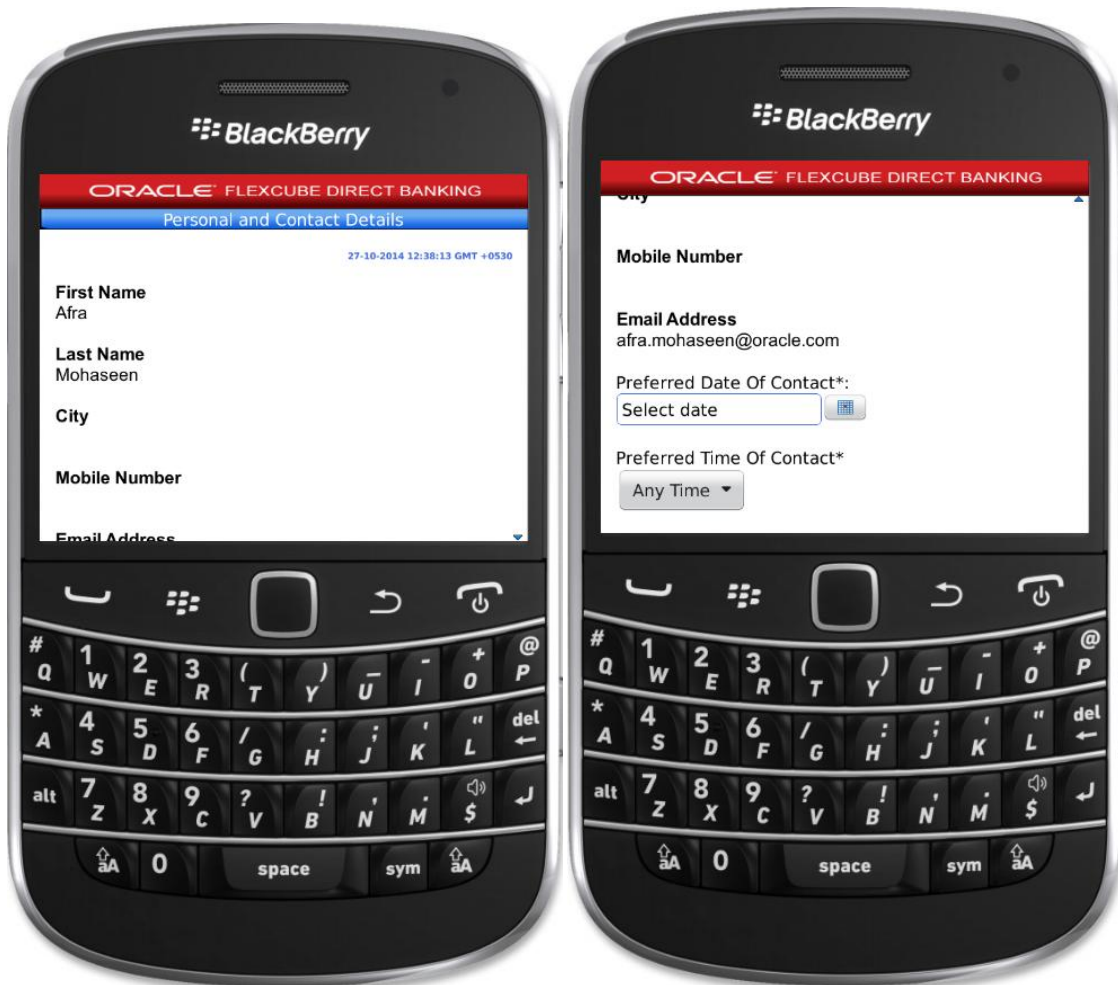 BlackBerry
ORACLE FLEXCUBE DIRECT BANKING
Personal and Contact Details
27-10-2014 12:38:13 GMT +0530
First Name
Afra
Last Name
Mohaseen
City
Mobile Number
Email Address
# 1 2 3 ( ) _ - + @
Q W E R T Y U I O P
* 4 5 6 / : ; ' " del
A S D F G H J K L
alt 7 8 9 ? ! , . $
Z X C V B N M
aA 0 space sym aA
BlackBerry
ORACLE FLEXCUBE DIRECT BANKING
City
Mobile Number
Email Address
afra.mohaseen@oracle.com
Preferred Date Of Contact*:
Select date
Preferred Time Of Contact*
Any Time
# 1 2 3 ( ) _ - + @
Q W E R T Y U I O P
* 4 5 6 / : ; ' " del
A S D F G H J K L
alt 7 8 9 ? ! , . $
Z X C V B N M
aA 0 space sym aA